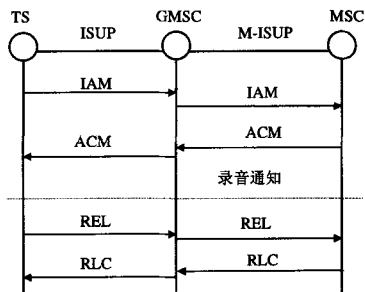 TS ISUP GMSC M-ISUP MSC
IAM
IAM
ACM
ACM
录音通知
REL
REL
RLC
RLC